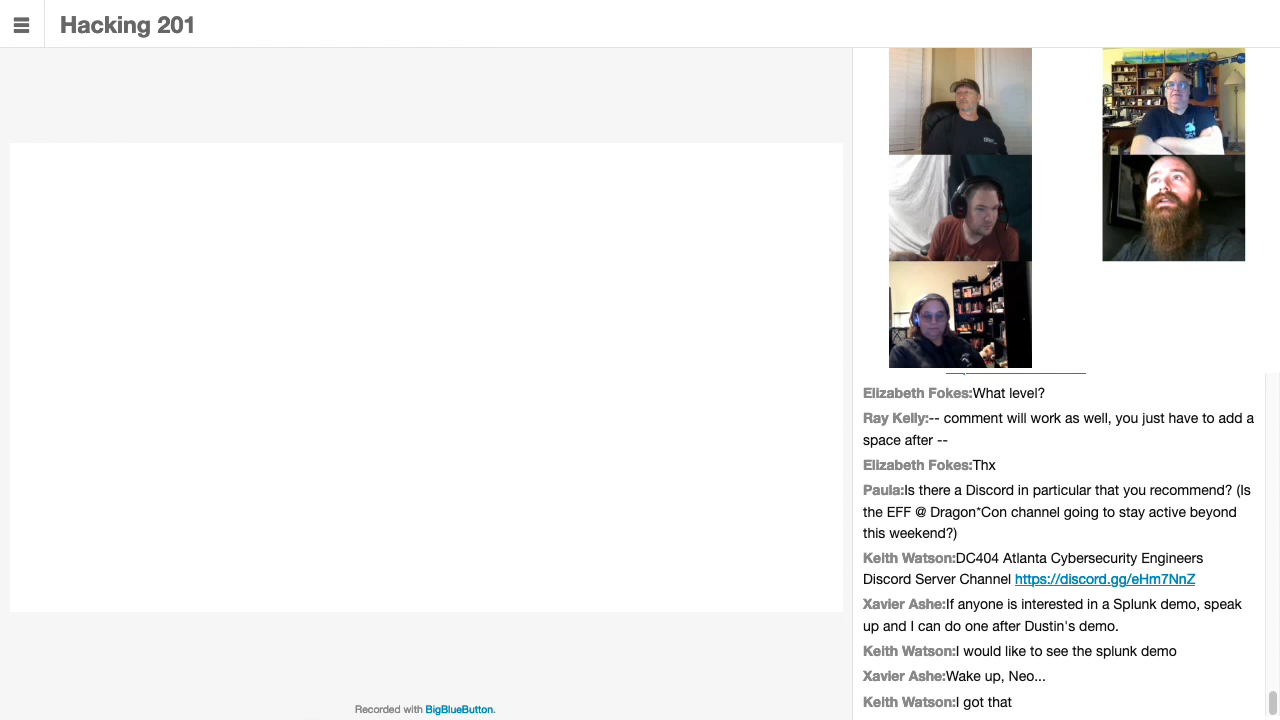 Hacking 201
Elizabeth Fokes:What level?
Ray Kelly:-- comment will work as well, you just have to add a
space after --
Elizabeth Fokes:Thx
Paula:Is there a Discord in particular that you recommend? (Is
the EFF @ Dragon*Con channel going to stay active beyond
this weekend?)
Keith Watson:DC404 Atlanta Cybersecurity Engineers
Discord Server Channel https://discord.gg/eHm7NnZ
Xavier Ashe:If anyone is interested in a Splunk demo, speak
up and I can do one after Dustin's demo.
Keith Watson:I would like to see the splunk demo
Xavier Ashe:Wake up, Neo...
Keith Watson:I got that
Recorded with BigBlueButton.